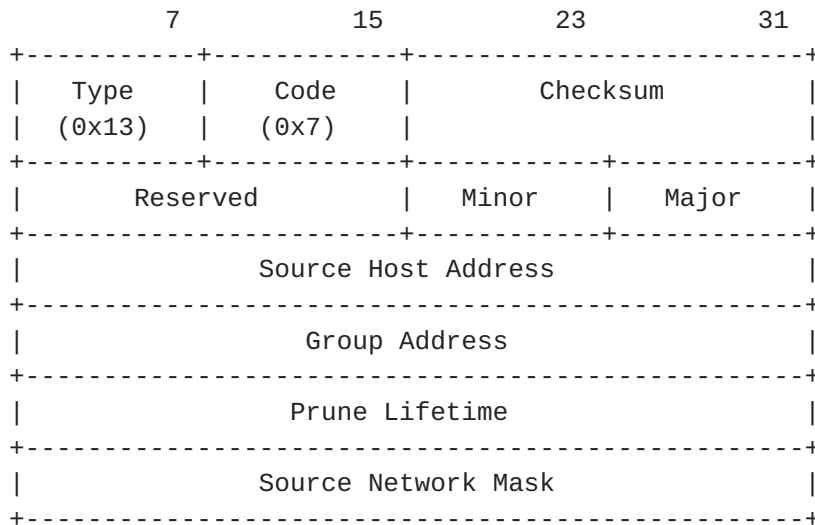 7 15 23 31
+-----------+------------+-------------------------+
| Type | Code | Checksum |
| (0x13) | (0x7) | |
+-----------+------------+------------+------------+
| Reserved | Minor | Major |
+------------------------+------------+------------+
| Source Host Address |
+--------------------------------------------------+
| Group Address |
+--------------------------------------------------+
| Prune Lifetime |
+--------------------------------------------------+
| Source Network Mask |
+--------------------------------------------------+